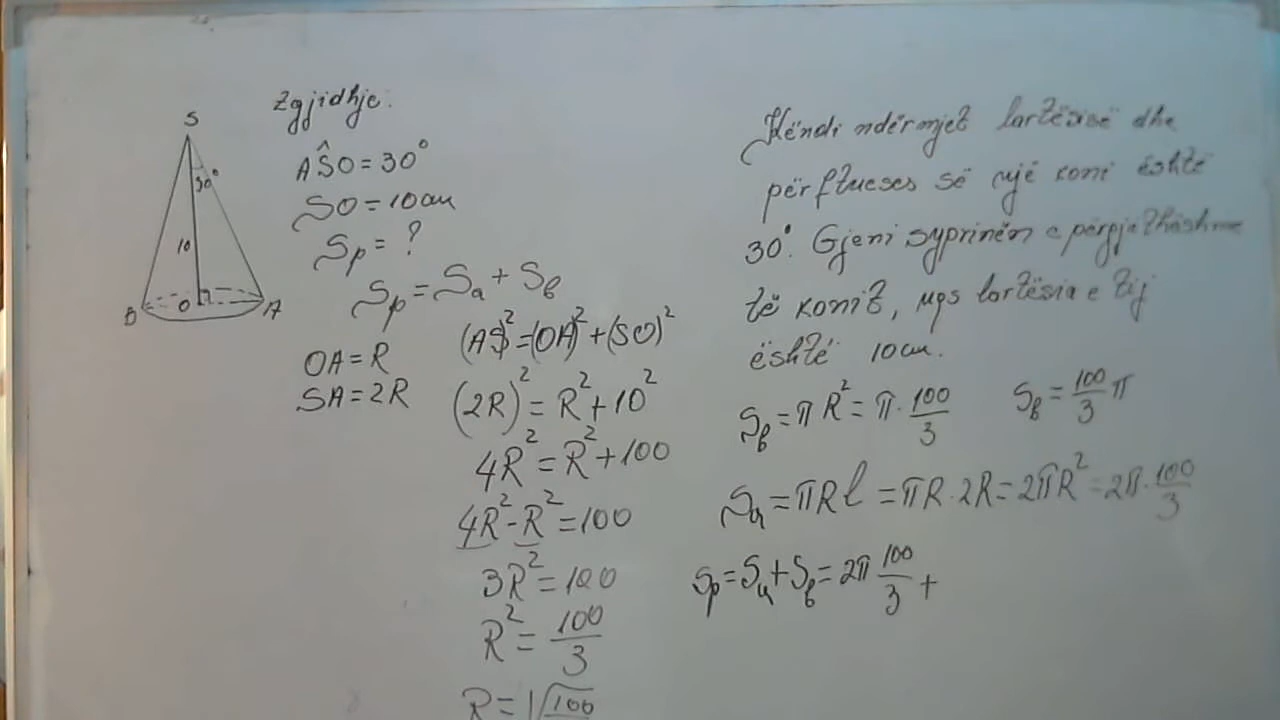 Zgjidhje:
S
30°
10
B O A
AŜO = 30°
SO = 10cm
Sp = ?
Sp = Sa + Sb
OA = R
SA = 2R
(AS)² = (OA)² + (SO)²
(2R)² = R² + 10²
4R² = R² + 100
4R² - R² = 100
3R² = 100
R² = 100/3
R = √100
Këndi ndërmjet lartësisë dhe
përftueses së një koni është
30°. Gjeni syprinën e përgjithshme
të konit, nqs lartësia e tij
është 10cm.
Sb = πR² = π · 100/3
Sb = 100/3 π
Sa = πRl = πR · 2R = 2πR² = 2π · 100/3
Sp = Sa + Sb = 2π 100/3 +